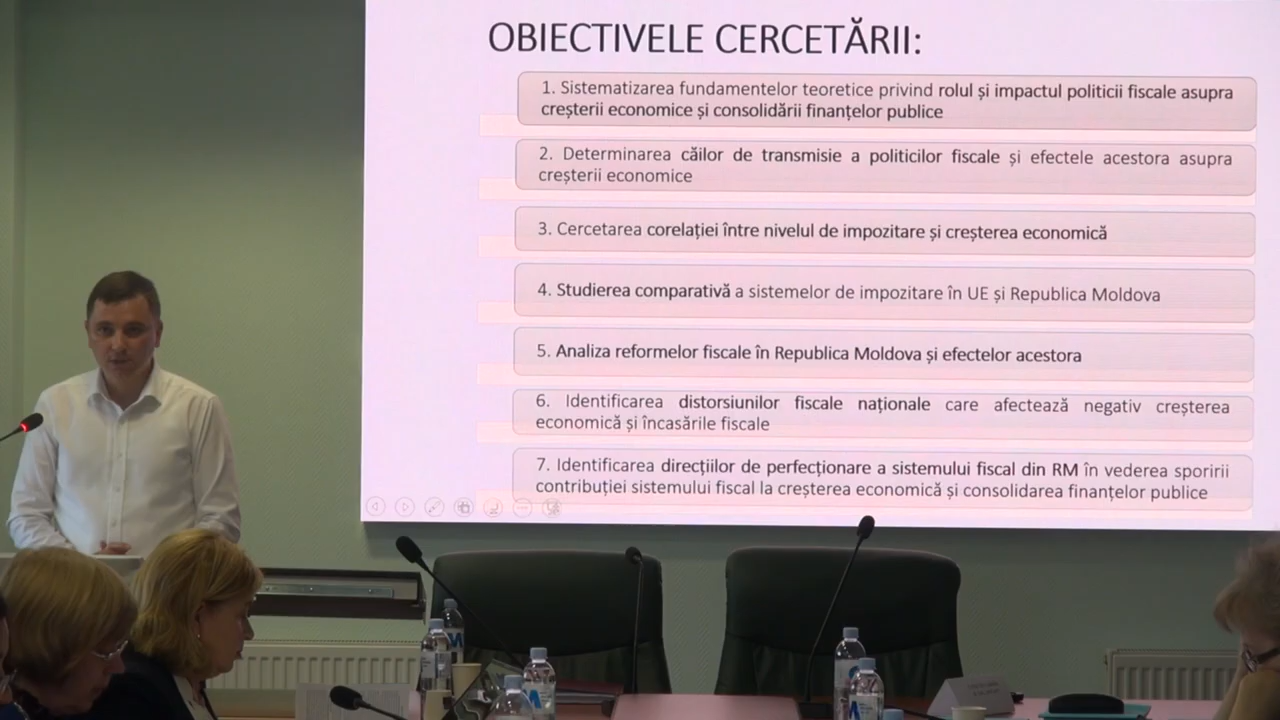 OBIECTIVELE CERCETĂRII:
1. Sistematizarea fundamentelor teoretice privind rolul și impactul politicii fiscale asupra
creșterii economice și consolidării finanțelor publice
2. Determinarea căilor de transmisie a politicilor fiscale și efectele acestora asupra
creșterii economice
3. Cercetarea corelației între nivelul de impozitare și creșterea economică
4. Studierea comparativă a sistemelor de impozitare în UE și Republica Moldova
5. Analiza reformelor fiscale în Republica Moldova și efectelor acestora
6. Identificarea distorsiunilor fiscale naționale care afectează negativ creșterea
economică și încasările fiscale
7. Identificarea direcțiilor de perfecționare a sistemului fiscal din RM în vederea sporirii
contribuției sistemului fiscal la creșterea economică și consolidarea finanțelor publice